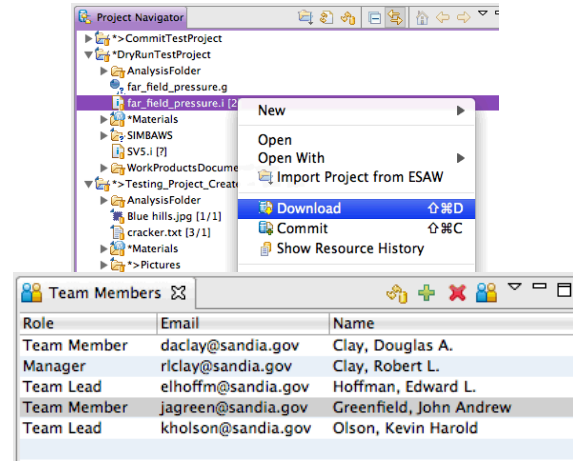 Project Navigator
*>CommitTestProject
*DryRunTestProject
AnalysisFolder
far_field_pressure.g
far_field_pressure.i [2
*Materials
SIMBAWS
SV5.i [?]
WorkProductsDocume
*>Testing_Project_Create
AnalysisFolder
Blue hills.jpg [1/1]
cracker.txt [3/1]
*Materials
*>Pictures
New
Open
Open With
Import Project from ESAW
Download ⇧⌘D
Commit ⇧⌘C
Show Resource History
Team Members
Role Email Name
Team Member daclay@sandia.gov Clay, Douglas A.
Manager rlclay@sandia.gov Clay, Robert L.
Team Lead elhoffm@sandia.gov Hoffman, Edward L.
Team Member jagreen@sandia.gov Greenfield, John Andrew
Team Lead kholson@sandia.gov Olson, Kevin Harold